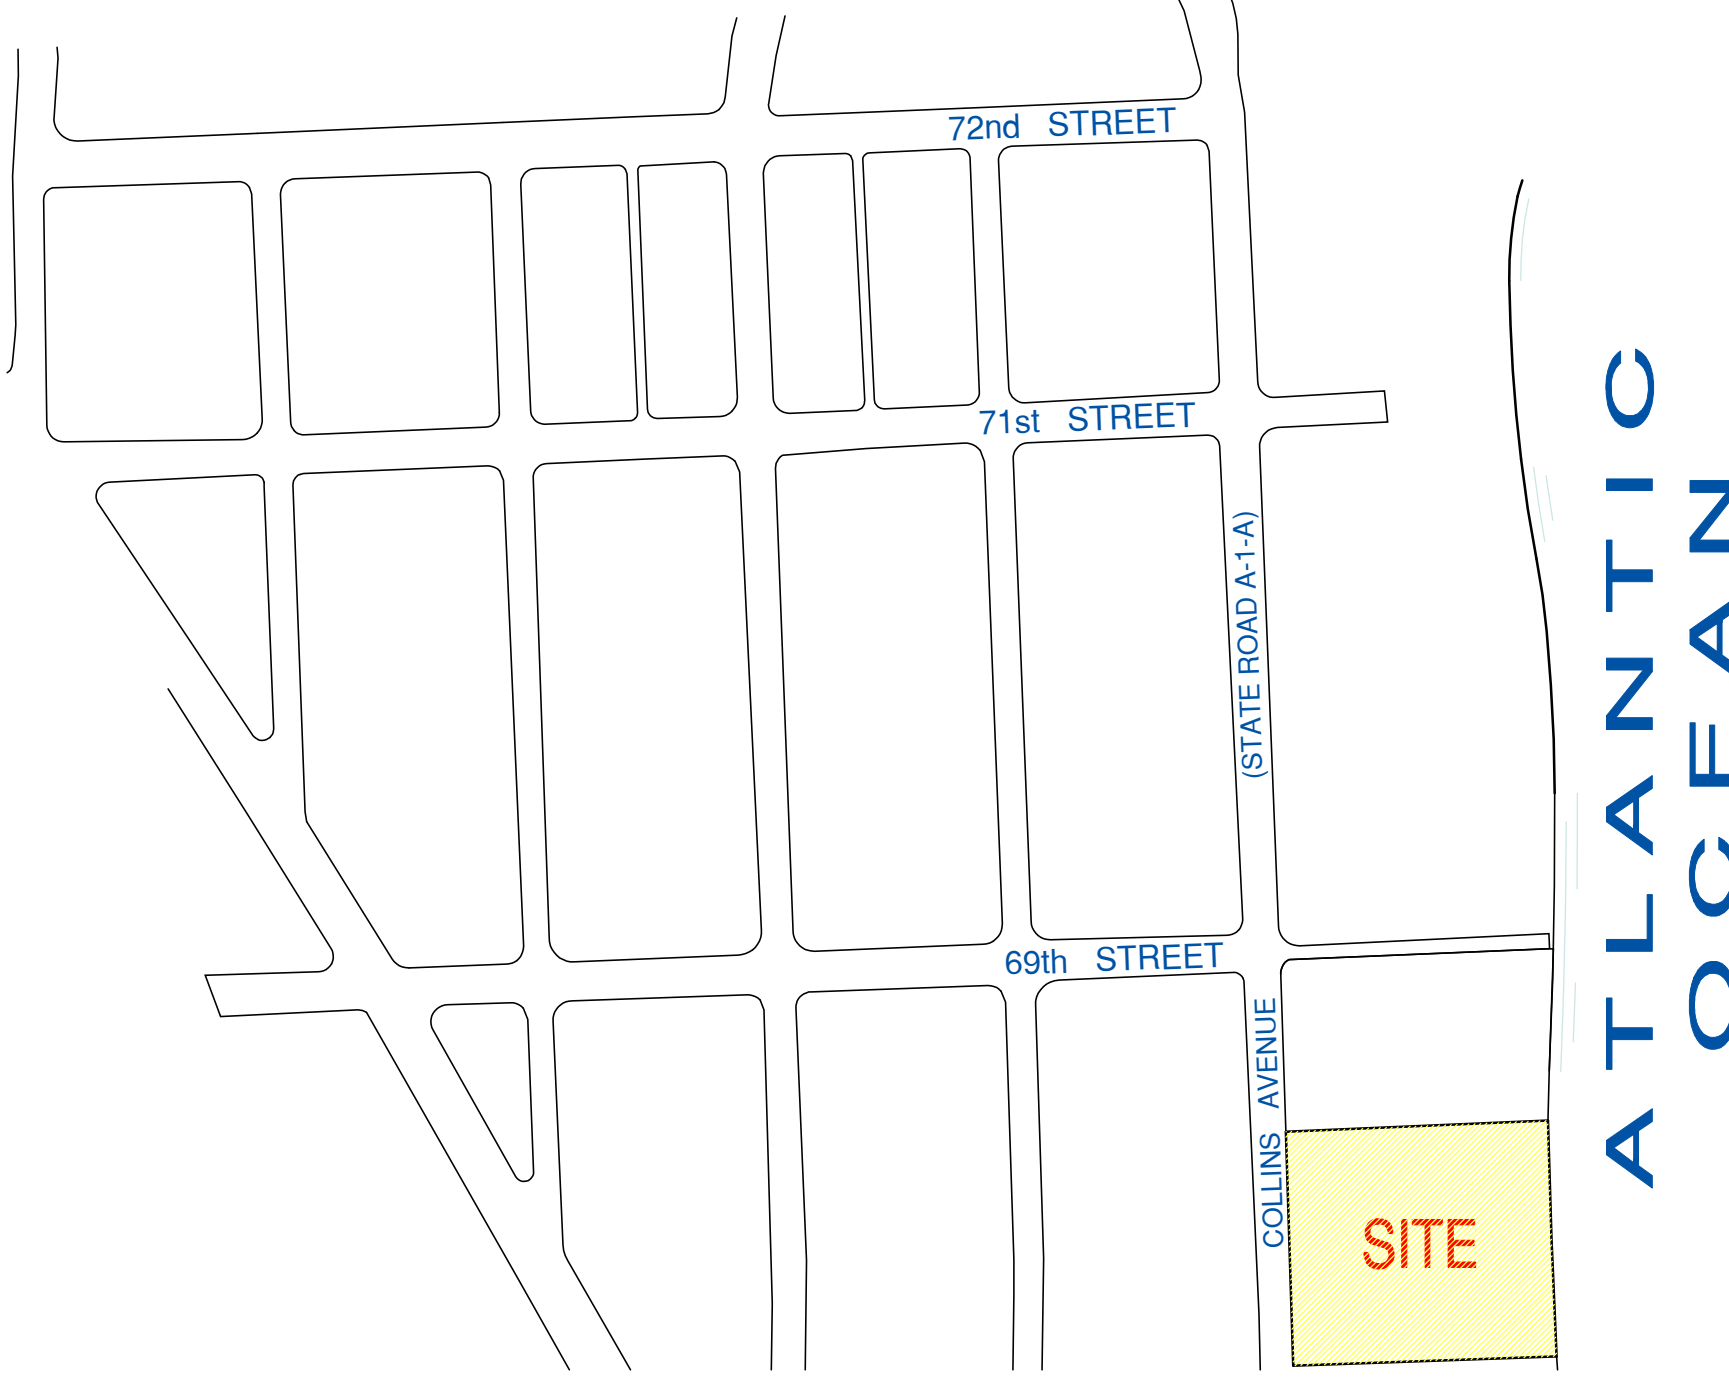 72nd STREET
71st STREET
(STATE ROAD A-1-A)
69th STREET
COLLINS AVENUE
SITE
ATLANTIC
OCEAN